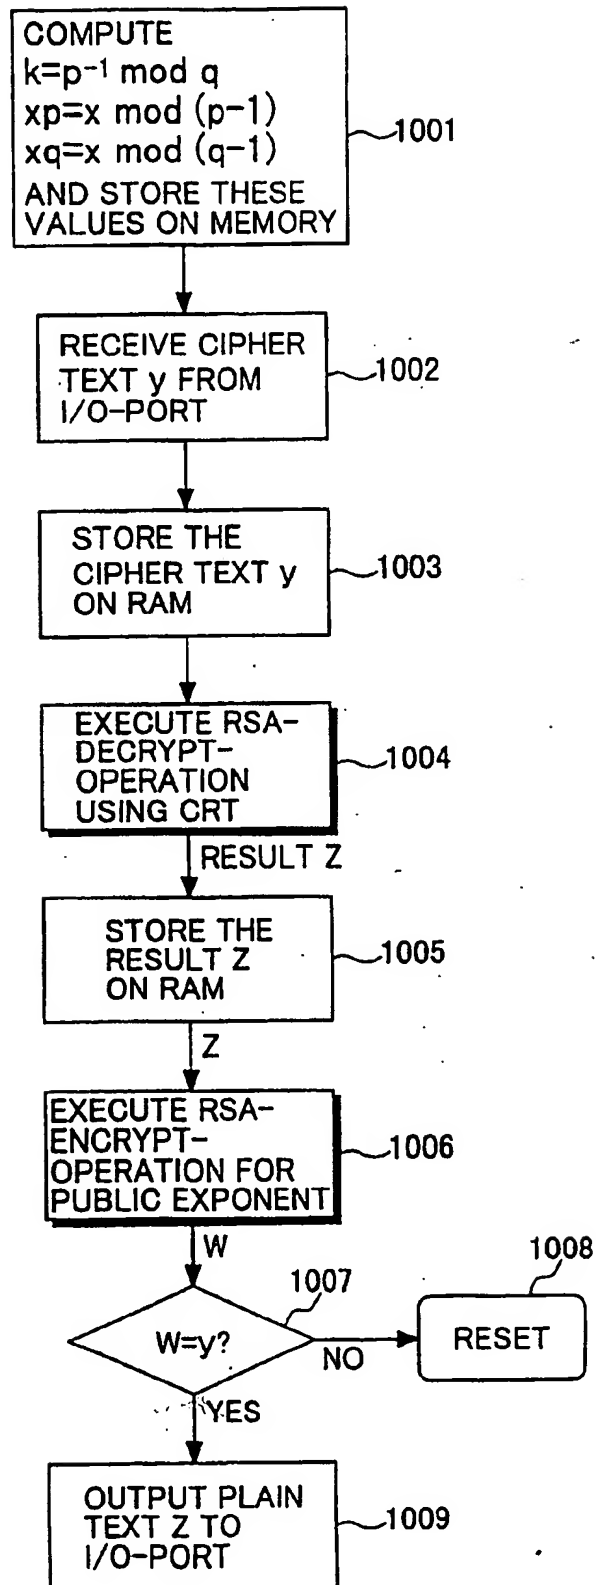 COMPUTE
k=p⁻¹ mod q
xp=x mod (p-1)
xq=x mod (q-1)
AND STORE THESE
VALUES ON MEMORY
1001
RECEIVE CIPHER
TEXT y FROM
I/O-PORT
1002
STORE THE
CIPHER TEXT y
ON RAM
1003
EXECUTE RSA-
DECRYPT-
OPERATION
USING CRT
1004
RESULT Z
STORE THE
RESULT Z
ON RAM
1005
Z
EXECUTE RSA-
ENCRYPT-
OPERATION FOR
PUBLIC EXPONENT
1006
W
1007
W=y?
NO
1008
RESET
YES
OUTPUT PLAIN
TEXT Z TO
I/O-PORT
1009